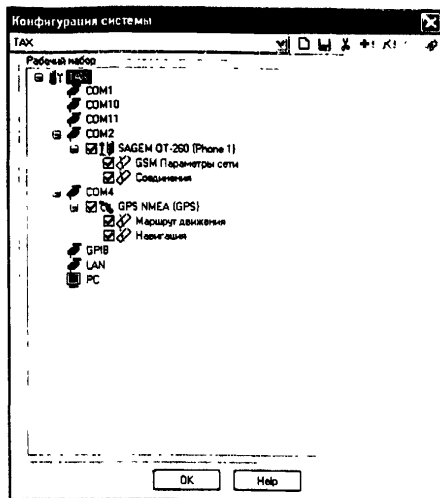 Конфигурация системы
TAX
Рабочий набор
COM1
COM10
COM11
COM2
SAGEM OT-260 (Phone 1)
GSM Параметры сети
Соединения
COM4
GPS NMEA (GPS)
Маршрут движения
Навигация
GPIB
LAN
PC
OK
Help